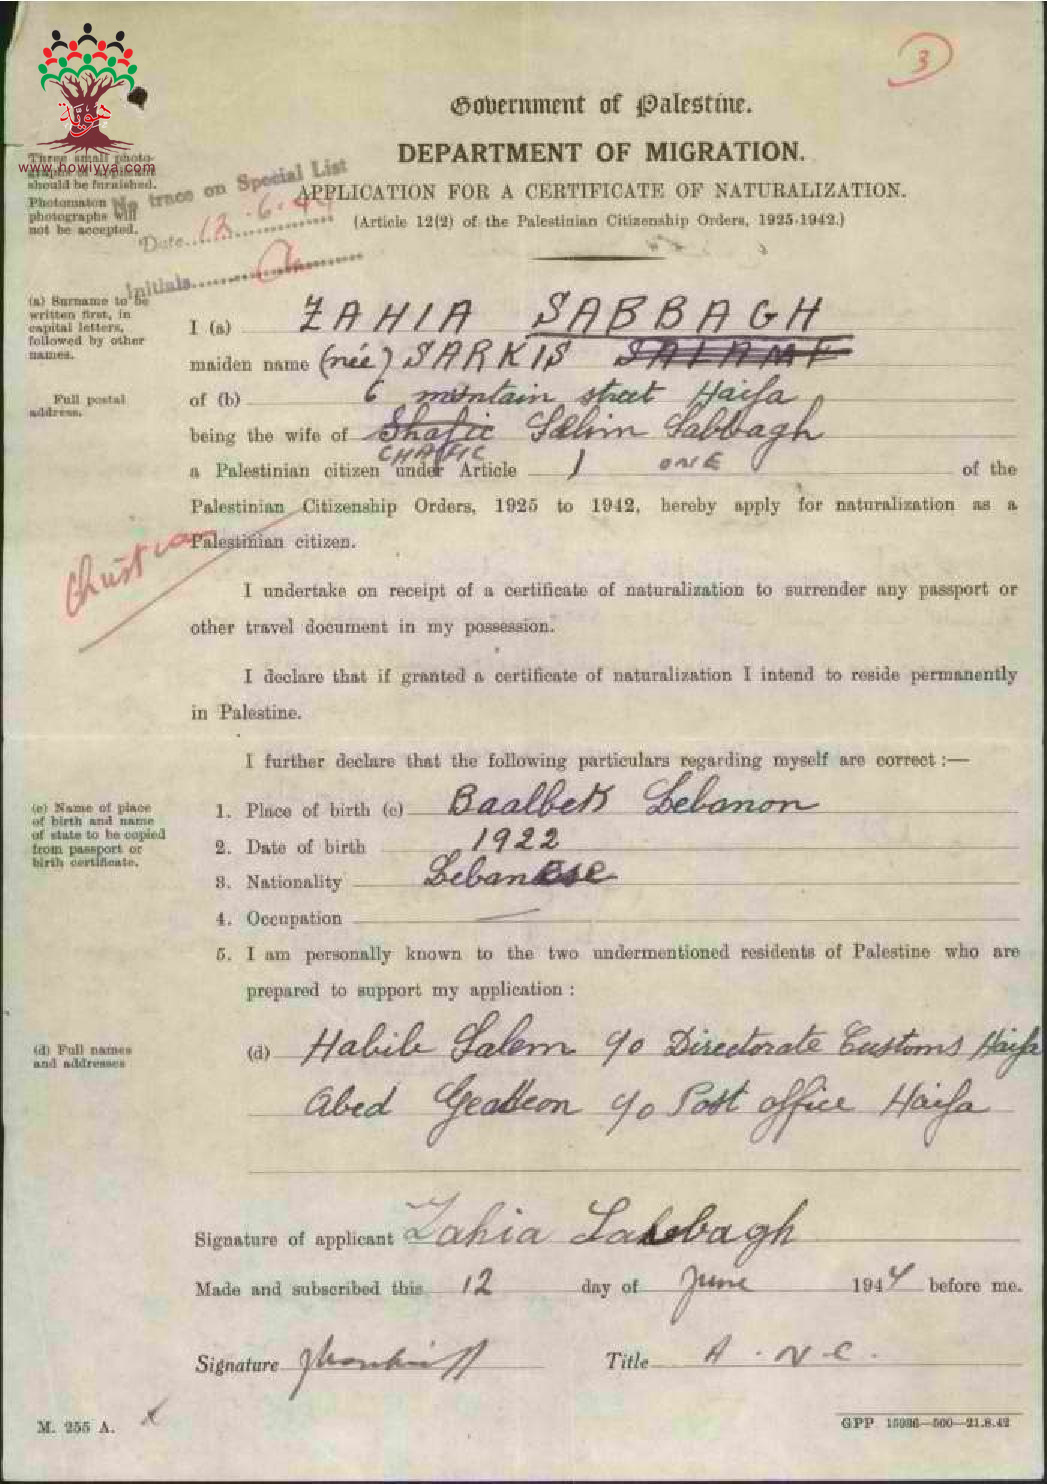 3
هوية
www.howiyya.com
Government of Palestine.
DEPARTMENT OF MIGRATION.
APPLICATION FOR A CERTIFICATE OF NATURALIZATION.
(Article 12(2) of the Palestinian Citizenship Orders, 1925-1942.)
Three small photo-
graphs of applicant
should be furnished.
Photomaton
photographs will
not be accepted.
No trace on Special List
Date 12.6.44
Initials
(a) Surname to be
written first, in
capital letters,
followed by other
names.
I (a) ZAHIA SABBAGH
maiden name (née) SARKIS SALAME
Full postal
address.
of (b) 6 mountain street Haifa
being the wife of Shafic Selim Sabbagh
CHAFIC
a Palestinian citizen under Article 1 ONE of the
Palestinian Citizenship Orders, 1925 to 1942, hereby apply for naturalization as a
Palestinian citizen.
Christian
I undertake on receipt of a certificate of naturalization to surrender any passport or
other travel document in my possession.
I declare that if granted a certificate of naturalization I intend to reside permanently
in Palestine.
I further declare that the following particulars regarding myself are correct :—
(c) Name of place
of birth and name
of state to be copied
from passport or
birth certificate.
1. Place of birth (c) Baalbek Lebanon
2. Date of birth 1922
3. Nationality Lebanese
4. Occupation —
5. I am personally known to the two undermentioned residents of Palestine who are
prepared to support my application :
(d) Full names
and addresses
(d) Habib Salem c/o Directorate Customs Haifa
Abed c/o Post office Haifa
Signature of applicant Zahia Sabbagh
Made and subscribed this 12 day of June 1944 before me.
Signature Title A.N.C.
M. 255 A.
GPP 15086—500—21.8.42